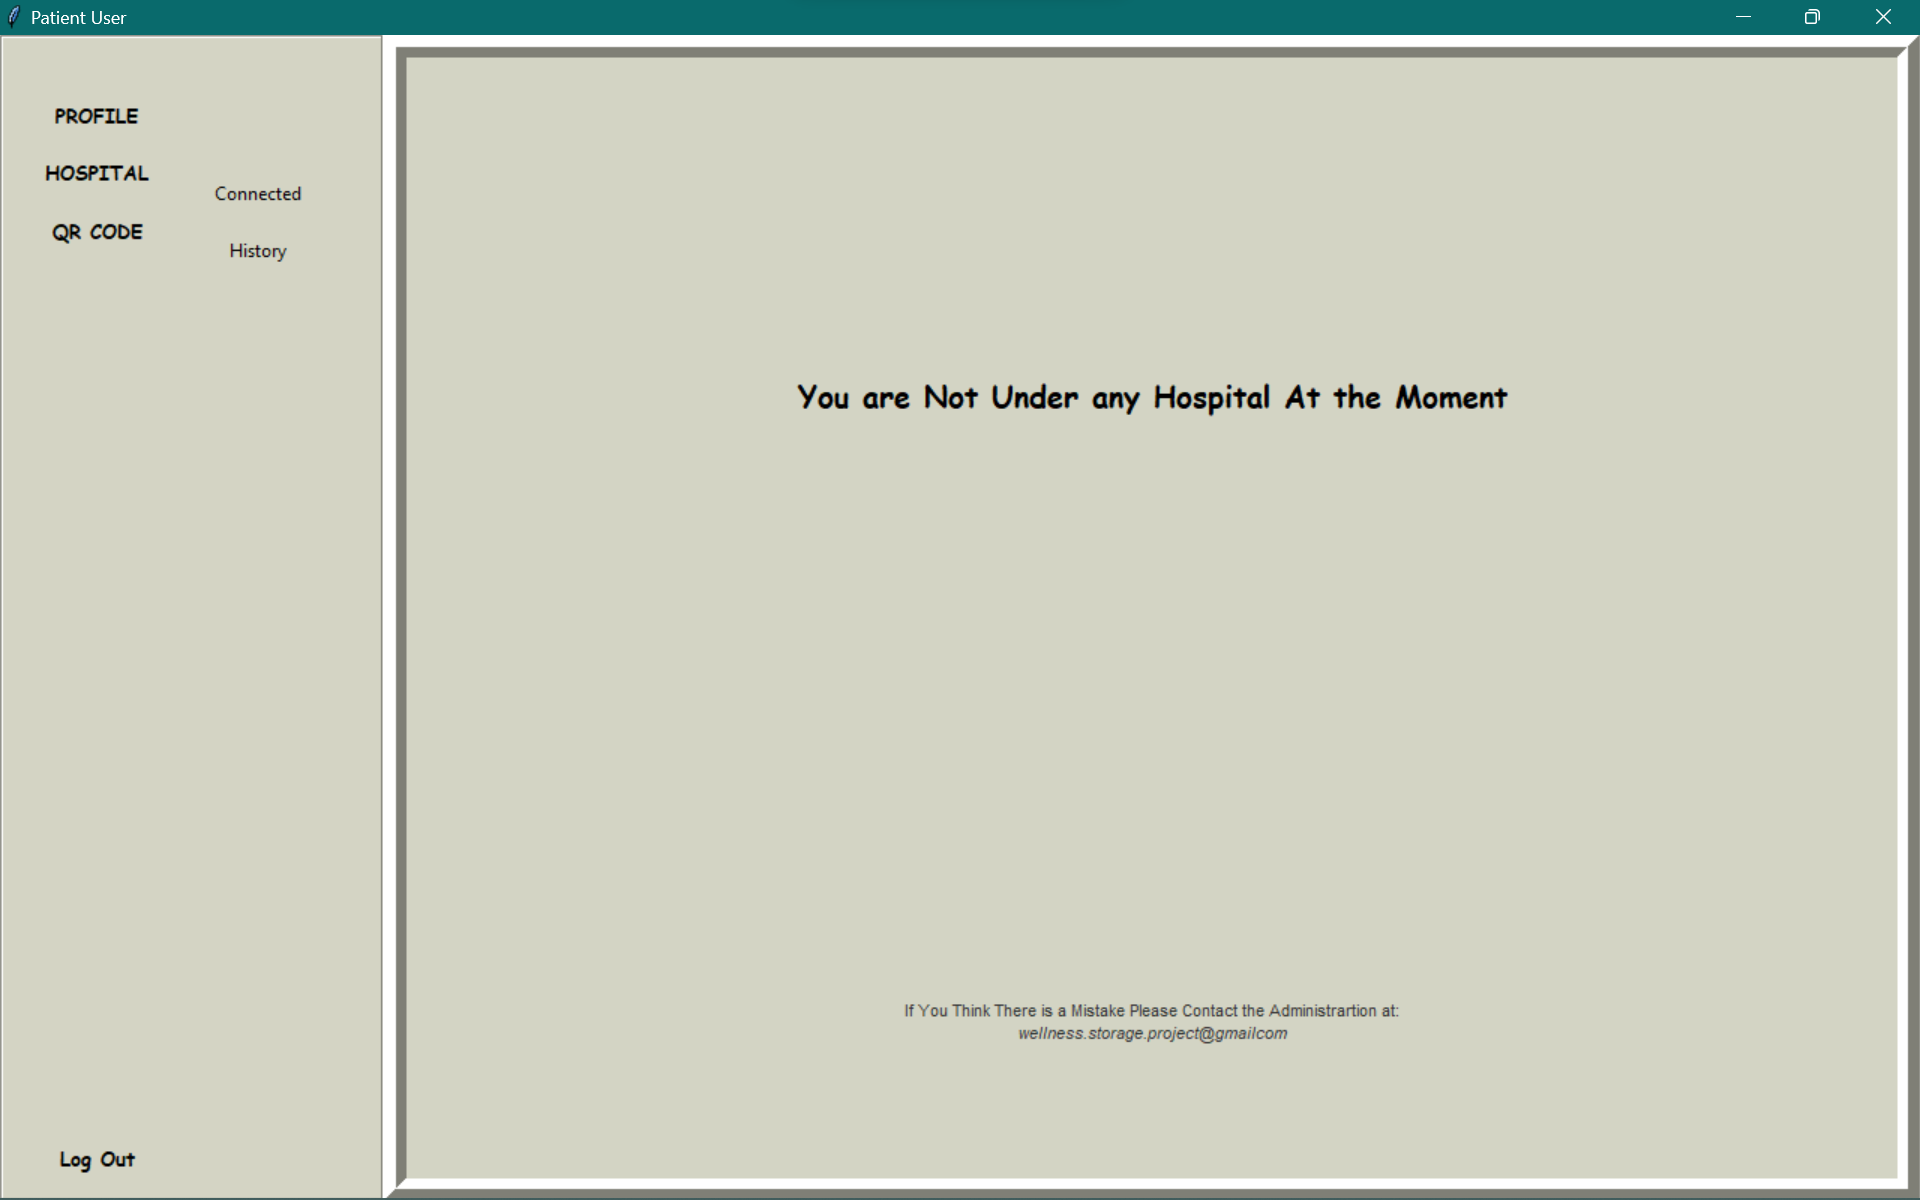 Patient User
PROFILE
HOSPITAL
Connected
QR CODE
History
You are Not Under any Hospital At the Moment
If You Think There is a Mistake Please Contact the Administrartion at:
wellness.storage.project@gmailcom
Log Out